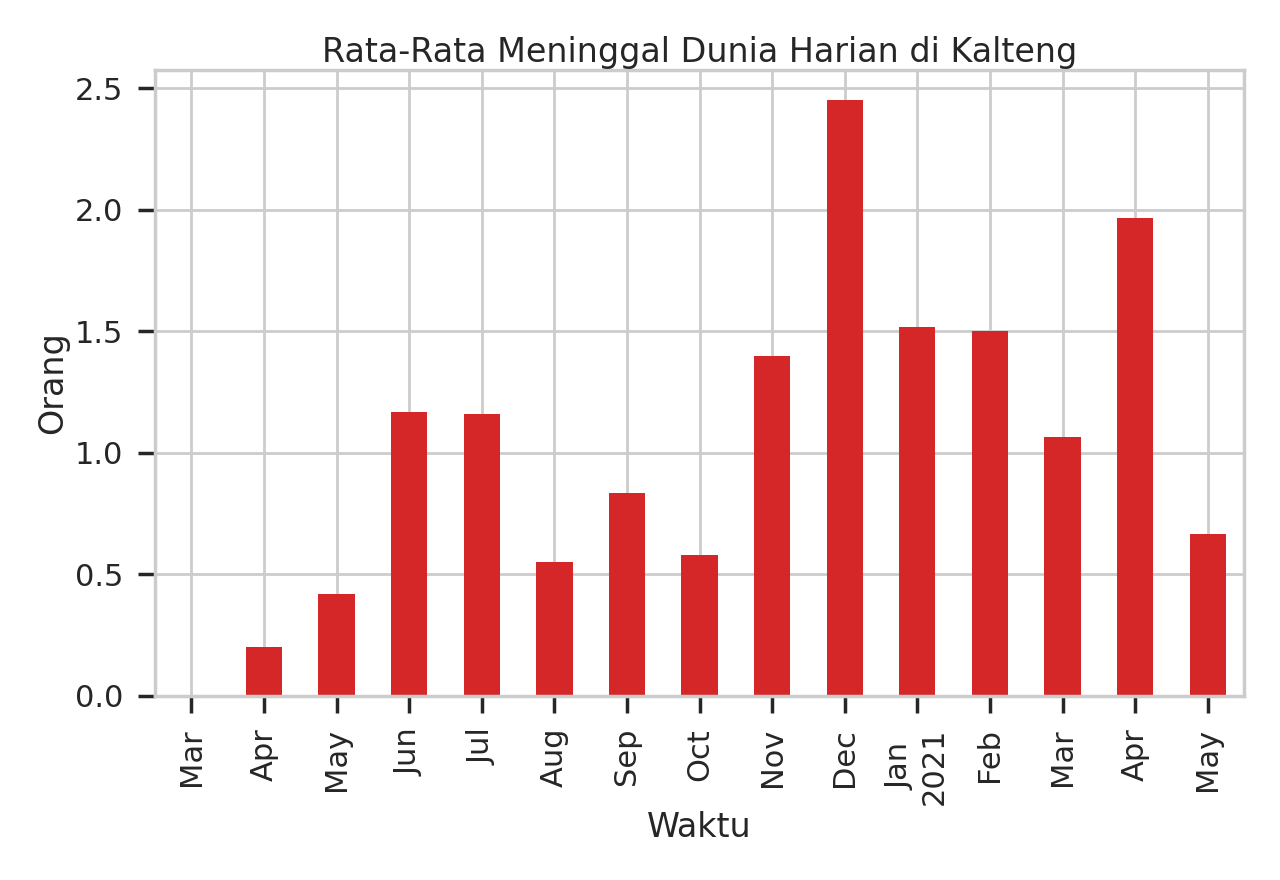 Rata-Rata Meninggal Dunia Harian di Kalteng
2.5
2.0
1.5
1.0
0.5
0.0
Orang
Mar
Apr
May
Jun
Jul
Aug
Sep
Oct
Nov
Dec
Jan
2021
Feb
Mar
Apr
May
Waktu